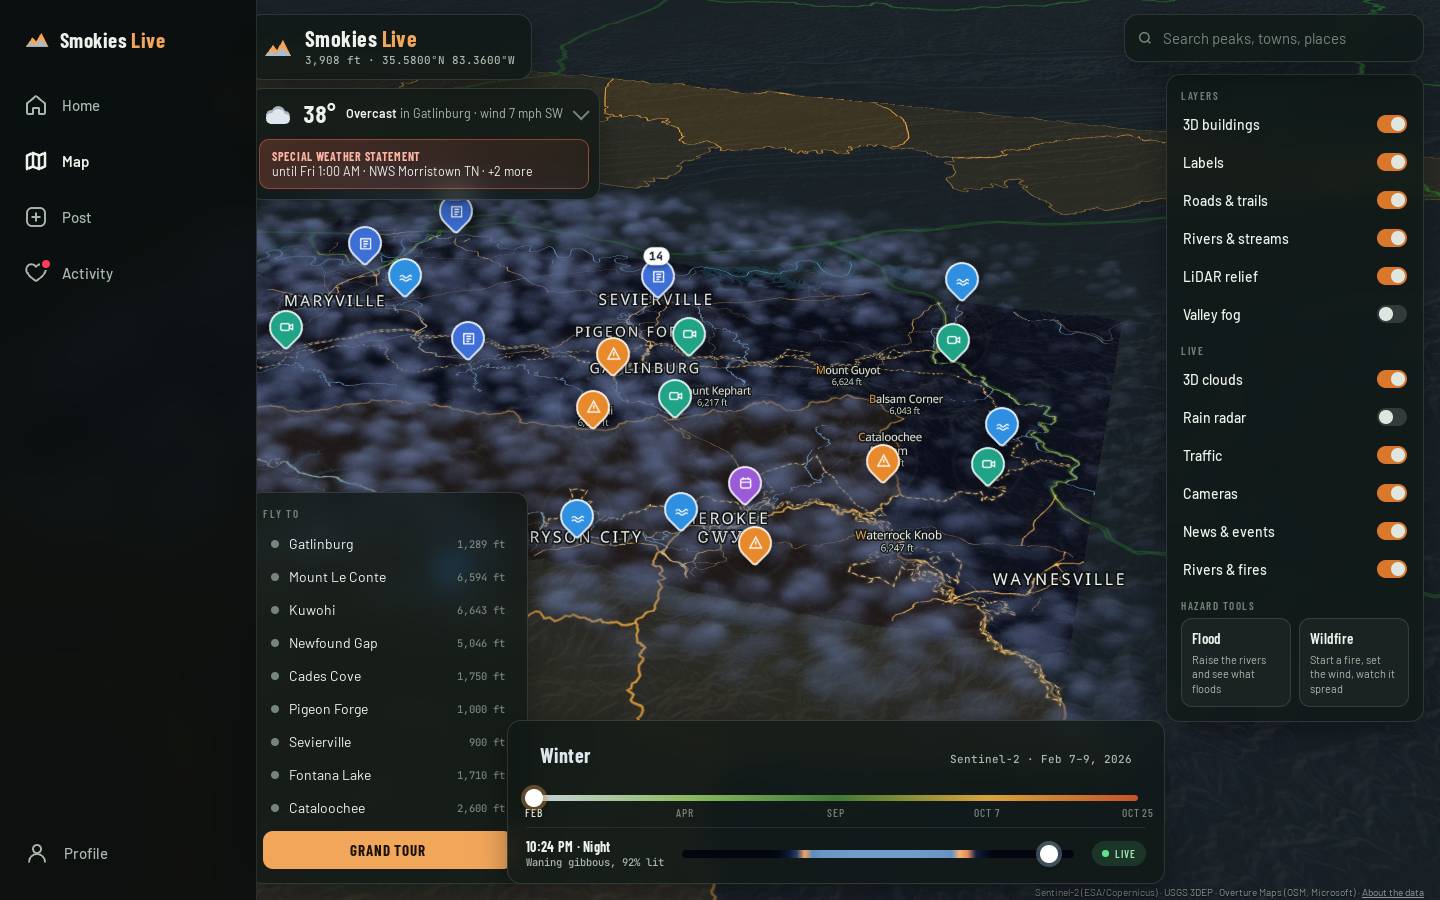 Smokies Live
Home
Map
Post
Activity
Profile
Smokies Live
3,908 ft · 35.5800°N 83.3600°W
38° Overcast in Gatlinburg · wind 7 mph SW
SPECIAL WEATHER STATEMENT
until Fri 1:00 AM · NWS Morristown TN · +2 more
Search peaks, towns, places
LAYERS
3D buildings
Labels
Roads & trails
Rivers & streams
LiDAR relief
Valley fog
LIVE
3D clouds
Rain radar
Traffic
Cameras
News & events
Rivers & fires
HAZARD TOOLS
Flood
Raise the rivers
and see what
floods
Wildfire
Start a fire, set
the wind, watch it
spread
14
MARYVILLE
SEVIERVILLE
PIGEON FO
GATLINBURG
Mount Guyot
6,624 ft
unt Kephart
6,217 ft
Balsam Corner
6,043 ft
Cataloochee
EROKEE
ᏣᎳᎩ
RYSON CITY
Waterrock Knob
6,247 ft
WAYNESVILLE
FLY TO
Gatlinburg 1,289 ft
Mount Le Conte 6,594 ft
Kuwohi 6,643 ft
Newfound Gap 5,046 ft
Cades Cove 1,750 ft
Pigeon Forge 1,000 ft
Sevierville 900 ft
Fontana Lake 1,710 ft
Cataloochee 2,600 ft
GRAND TOUR
Winter
Sentinel-2 · Feb 7-9, 2026
FEB APR SEP OCT 7 OCT 25
10:24 PM · Night
Waning gibbous, 92% lit
LIVE
Sentinel-2 (ESA/Copernicus) · USGS 3DEP · Overture Maps (OSM, Microsoft) · About the data